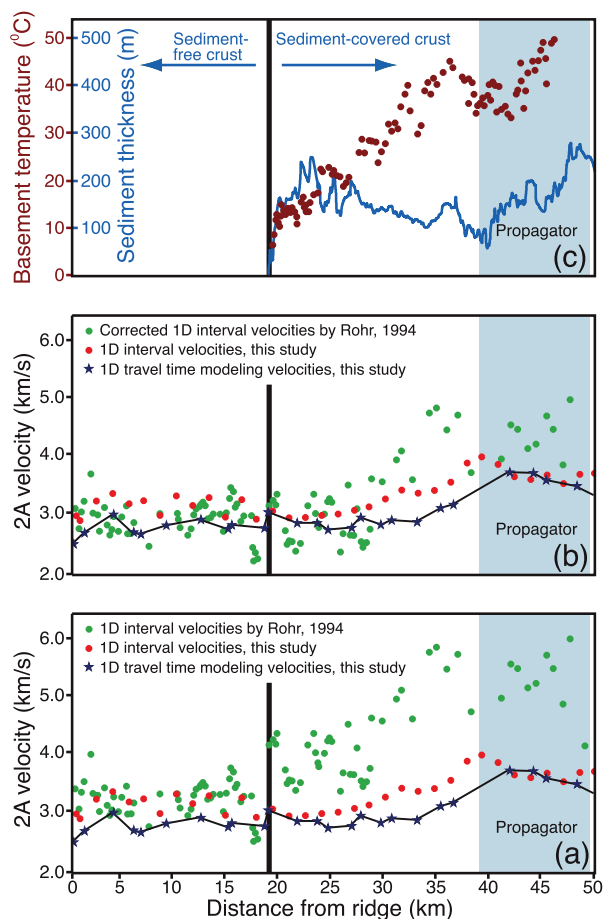 Basement temperature (⁰C)
Sediment thickness (m)
50
40
30
20
10
0
500
400
300
200
100
Sediment-
free crust
Sediment-covered crust
Propagator
(c)
2A velocity (km/s)
6.0
5.0
4.0
3.0
2.0
Corrected 1D interval velocities by Rohr, 1994
1D interval velocities, this study
1D travel time modeling velocities, this study
Propagator
(b)
2A velocity (km/s)
6.0
5.0
4.0
3.0
2.0
1D interval velocities by Rohr, 1994
1D interval velocities, this study
1D travel time modeling velocities, this study
Propagator
(a)
0 5 10 15 20 25 30 35 40 45 50
Distance from ridge (km)